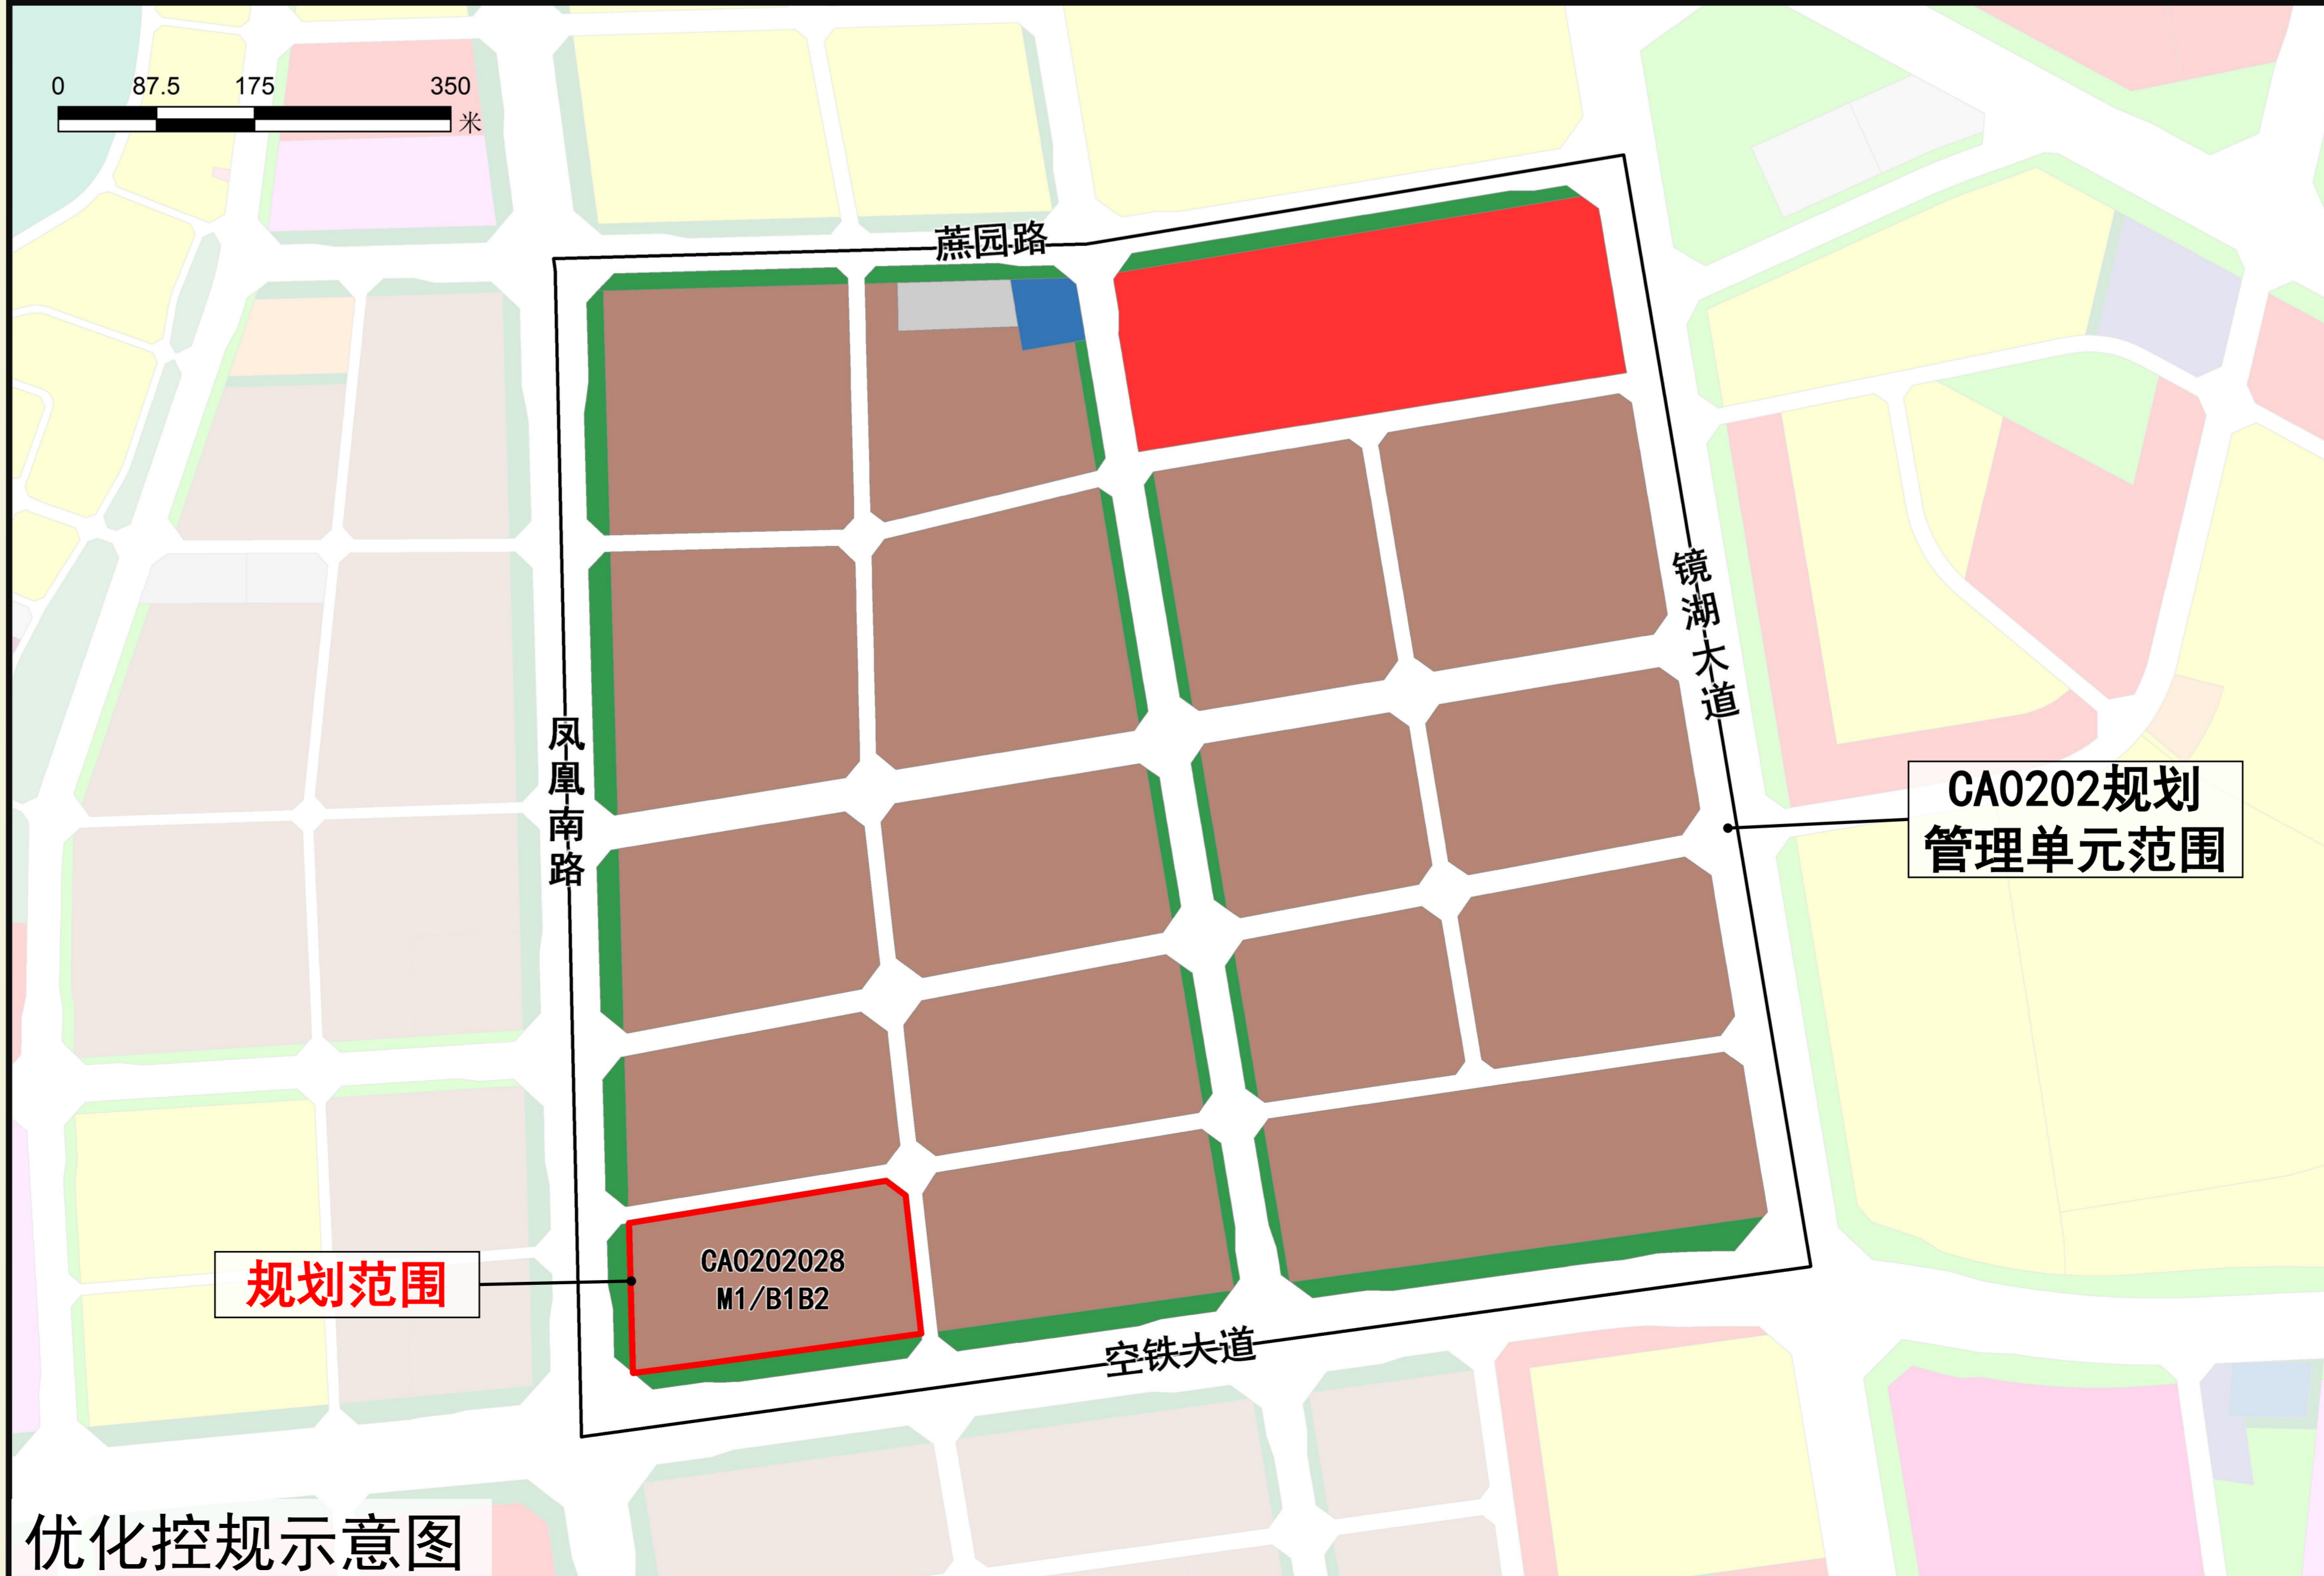 0 87.5 175 350
米
蔗园路
镜湖大道
凤凰南路
CA0202规划
管理单元范围
规划范围
CA0202028
M1/B1B2
空铁大道
优化控规示意图